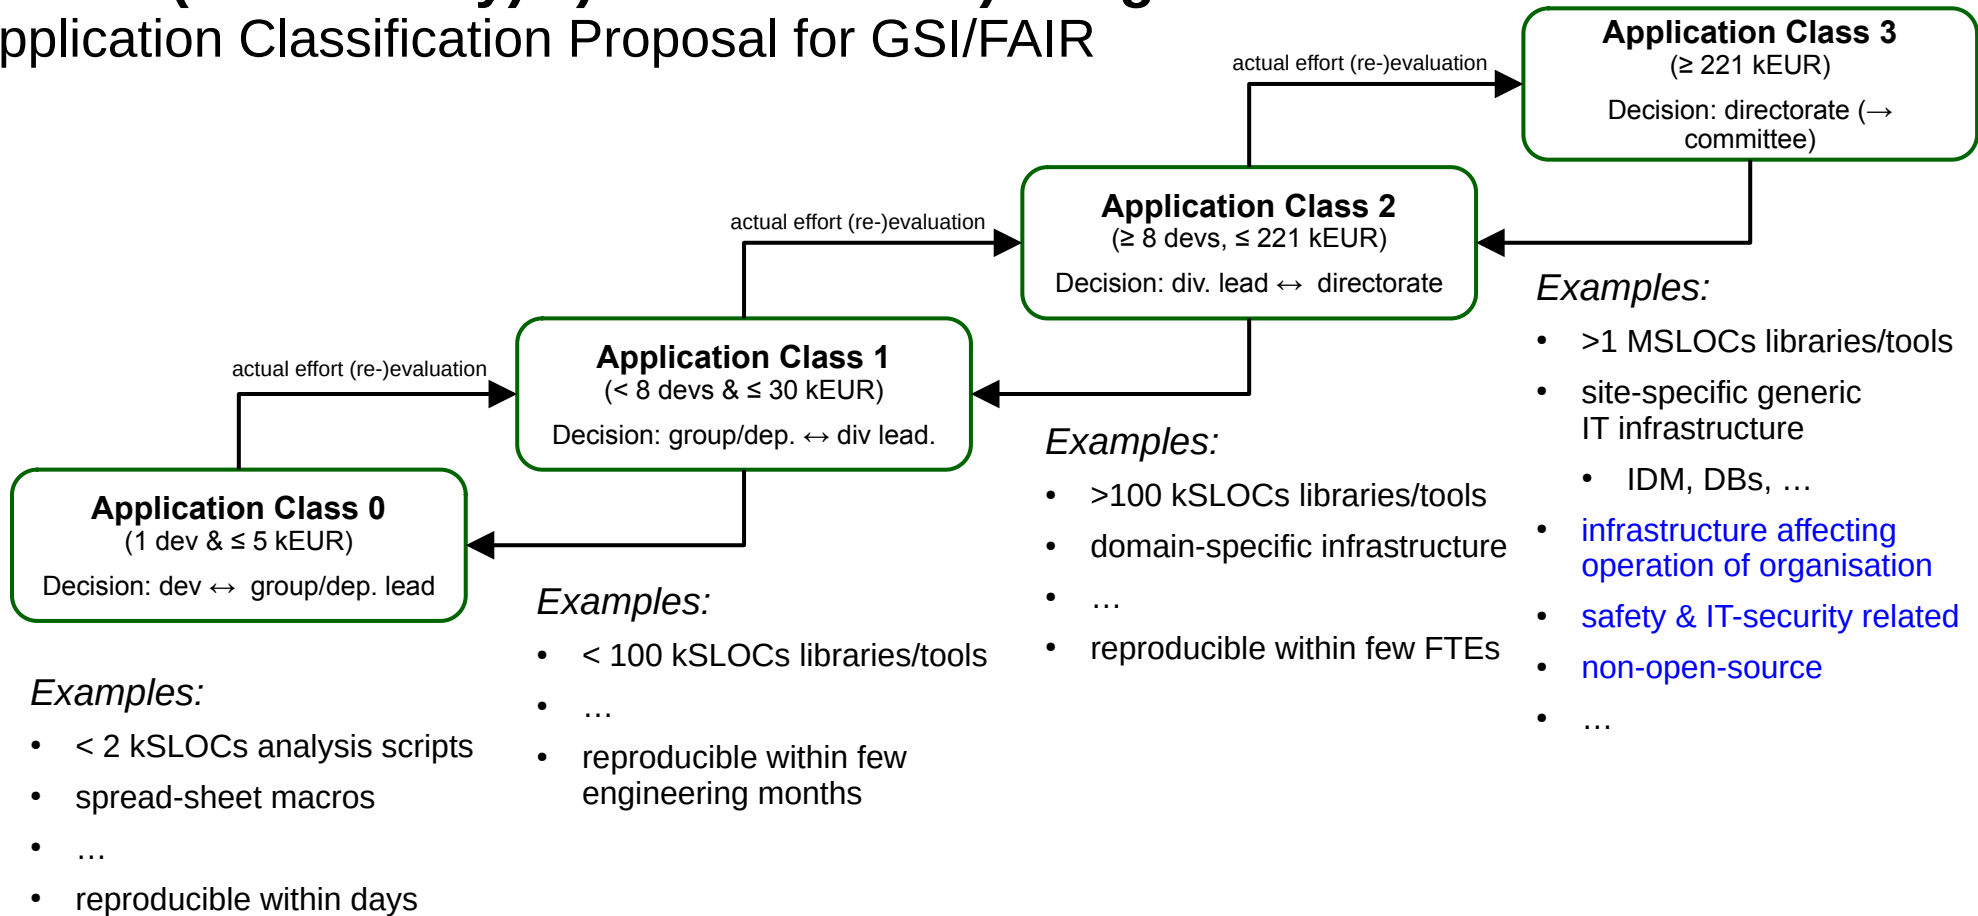 pplication Classification Proposal for GSI/FAIR
actual effort (re-)evaluation
Application Class 3
(≥ 221 kEUR)
Decision: directorate (→
committee)
actual effort (re-)evaluation
Application Class 2
(≥ 8 devs, ≤ 221 kEUR)
Decision: div. lead ↔ directorate
actual effort (re-)evaluation
Application Class 1
(< 8 devs & ≤ 30 kEUR)
Decision: group/dep. ↔ div lead.
Application Class 0
(1 dev & ≤ 5 kEUR)
Decision: dev ↔ group/dep. lead
Examples:
• < 2 kSLOCs analysis scripts
• spread-sheet macros
• …
• reproducible within days
Examples:
• < 100 kSLOCs libraries/tools
• …
• reproducible within few
engineering months
Examples:
• >100 kSLOCs libraries/tools
• domain-specific infrastructure
• …
• reproducible within few FTEs
Examples:
• >1 MSLOCs libraries/tools
• site-specific generic
IT infrastructure
• IDM, DBs, …
• infrastructure affecting
operation of organisation
• safety & IT-security related
• non-open-source
• …